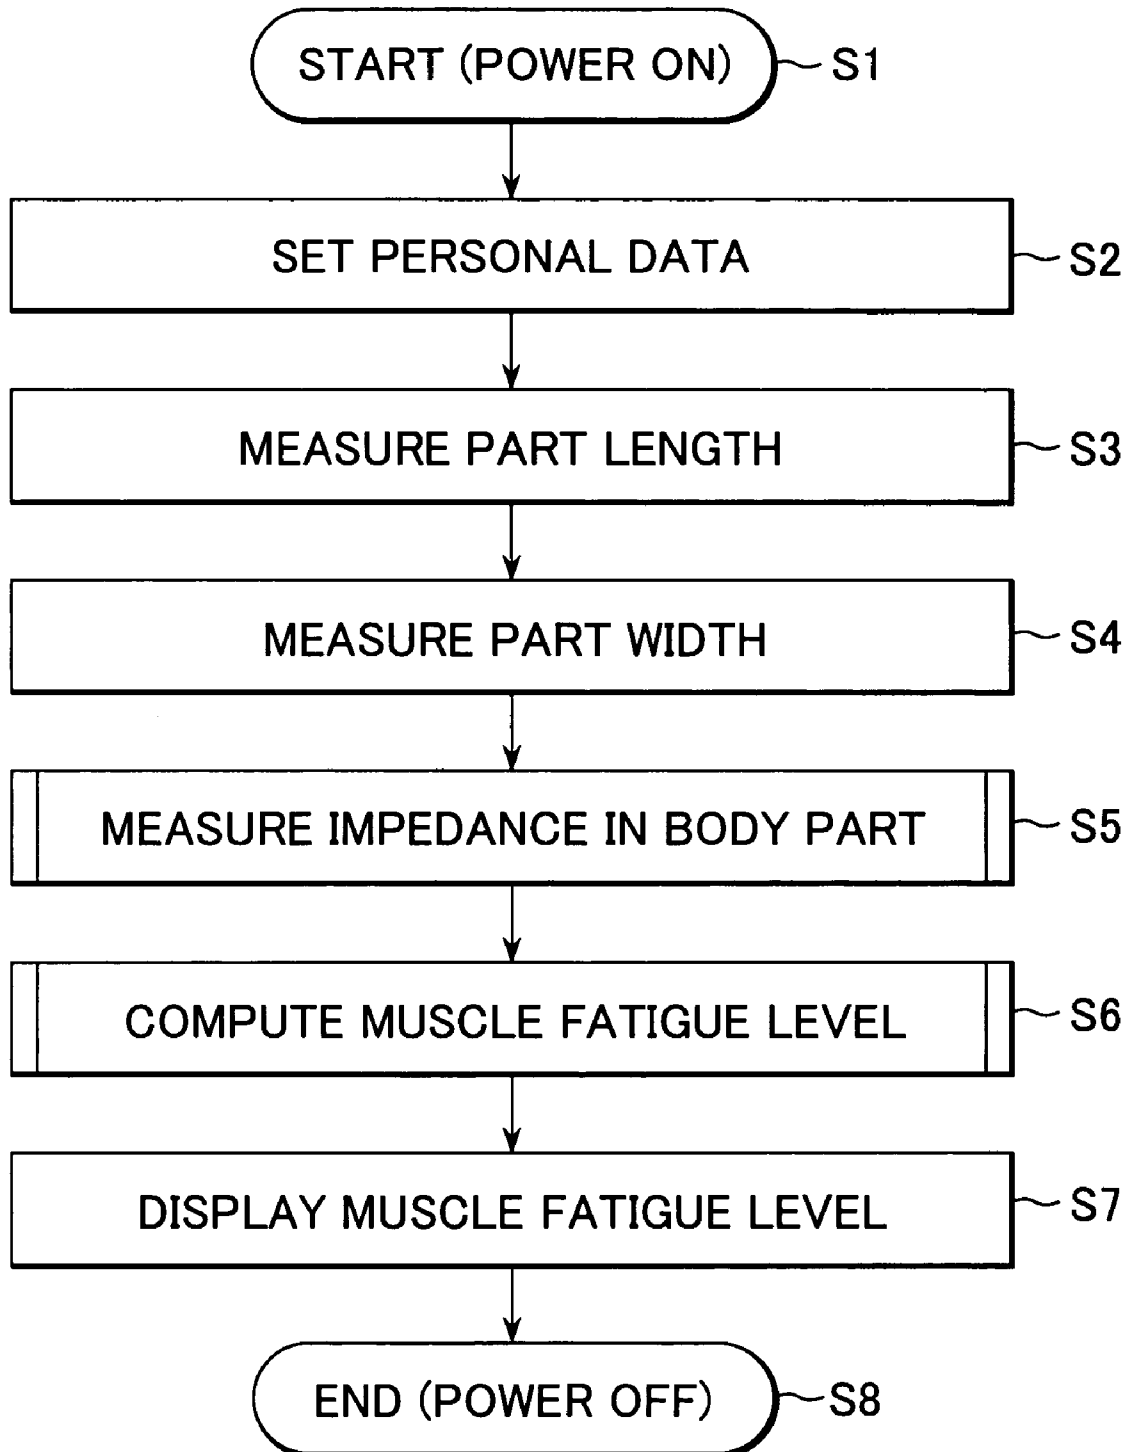 START (POWER ON) S1
SET PERSONAL DATA S2
MEASURE PART LENGTH S3
MEASURE PART WIDTH S4
MEASURE IMPEDANCE IN BODY PART S5
COMPUTE MUSCLE FATIGUE LEVEL S6
DISPLAY MUSCLE FATIGUE LEVEL S7
END (POWER OFF) S8